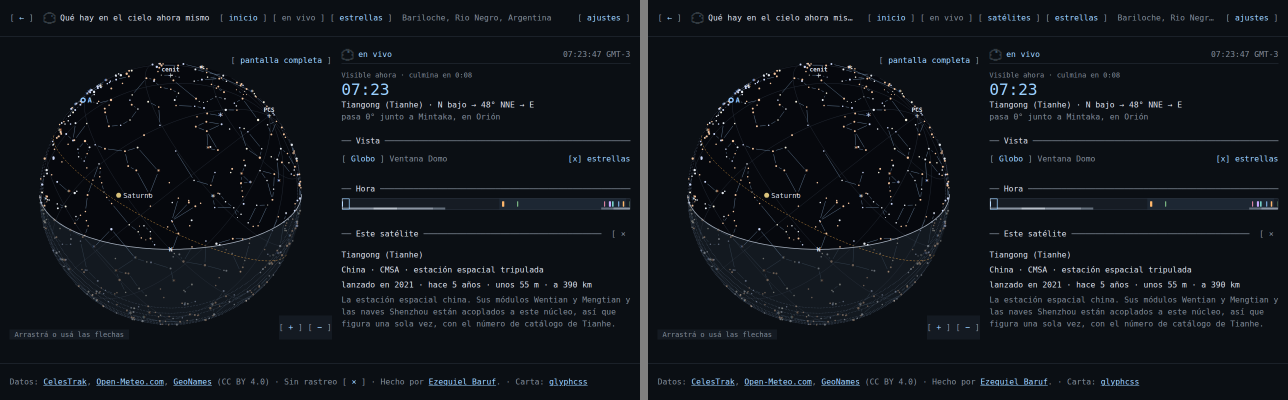 [ ← ] Qué hay en el cielo ahora mismo [ inicio ] [ en vivo ] [ estrellas ] Bariloche, Río Negro, Argentina [ ajustes ]
[ pantalla completa ]
cenit
A
PCS
Saturno
[ + ] [ − ]
Arrastrá o usá las flechas
en vivo 07:23:47 GMT-3
Visible ahora · culmina en 0:08
07:23
Tiangong (Tianhe) · N bajo → 48° NNE → E
pasa 0° junto a Mintaka, en Orión
Vista
[ Globo ] Ventana Domo [x] estrellas
Hora
Este satélite [ ×
Tiangong (Tianhe)
China · CMSA · estación espacial tripulada
lanzado en 2021 · hace 5 años · unos 55 m · a 390 km
La estación espacial china. Sus módulos Wentian y Mengtian y
las naves Shenzhou están acoplados a este núcleo, así que
figura una sola vez, con el número de catálogo de Tianhe.
Datos: CelesTrak, Open-Meteo.com, GeoNames (CC BY 4.0) · Sin rastreo [ × ] · Hecho por Ezequiel Baruf. · Carta: glyphcss
[ ← ] Qué hay en el cielo ahora mis… [ inicio ] [ en vivo ] [ satélites ] [ estrellas ] Bariloche, Río Negr… [ ajustes ]
[ pantalla completa ]
cenit
A
PCS
Saturno
[ + ] [ − ]
Arrastrá o usá las flechas
en vivo 07:23:47 GMT-3
Visible ahora · culmina en 0:08
07:23
Tiangong (Tianhe) · N bajo → 48° NNE → E
pasa 0° junto a Mintaka, en Orión
Vista
[ Globo ] Ventana Domo [x] estrellas
Hora
Este satélite [ ×
Tiangong (Tianhe)
China · CMSA · estación espacial tripulada
lanzado en 2021 · hace 5 años · unos 55 m · a 390 km
La estación espacial china. Sus módulos Wentian y Mengtian y
las naves Shenzhou están acoplados a este núcleo, así que
figura una sola vez, con el número de catálogo de Tianhe.
Datos: CelesTrak, Open-Meteo.com, GeoNames (CC BY 4.0) · Hecho por Ezequiel Baruf. · Carta: glyphcss